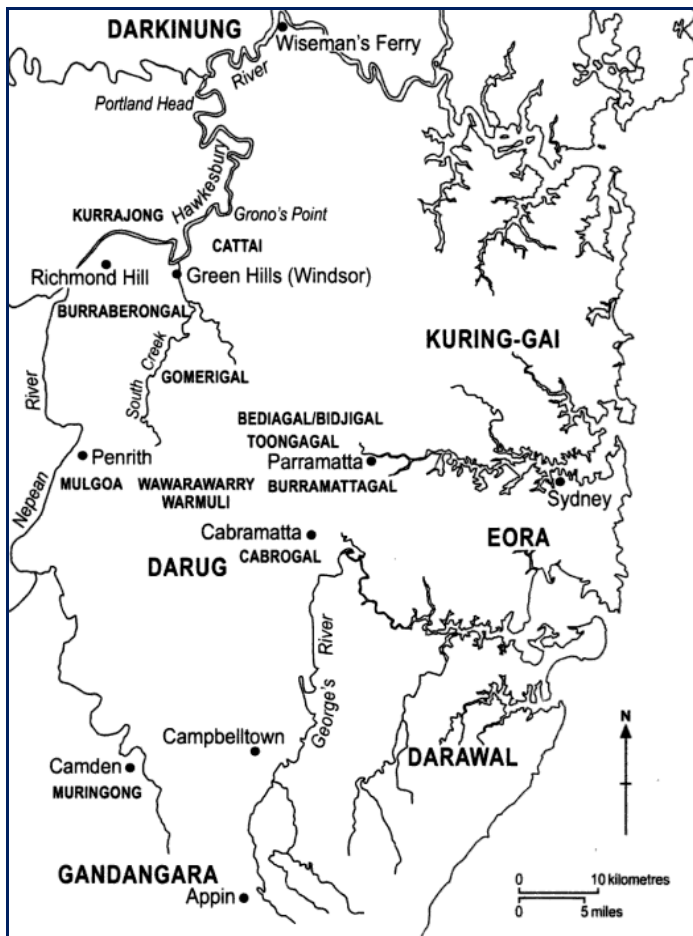 DARKINUNG
Wiseman's Ferry
River
Portland Head
Hawkesbury
KURRAJONG
Grono's Point
CATTAI
Richmond Hill
Green Hills (Windsor)
BURRABERONGAL
KURING-GAI
River
South Creek
GOMERIGAL
BEDIAGAL/BIDJIGAL
TOONGAGAL
Penrith
Parramatta
MULGOA
WAWARAWARRY
WARMULI
BURRAMATTAGAL
Sydney
Nepean
Cabramatta
EORA
CABROGAL
DARUG
George's River
N
Campbelltown
DARAWAL
Camden
MURINGONG
GANDANGARA
Appin
0 10 kilometres
0 5 miles